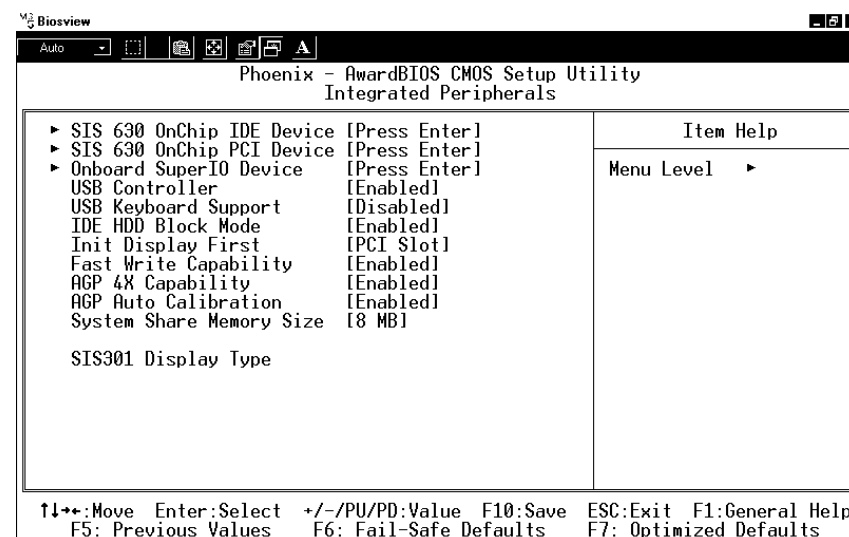 Biosview
Auto
A
Phoenix - AwardBIOS CMOS Setup Utility
Integrated Peripherals
▸ SIS 630 OnChip IDE Device [Press Enter]
▸ SIS 630 OnChip PCI Device [Press Enter]
▸ Onboard SuperIO Device [Press Enter]
USB Controller [Enabled]
USB Keyboard Support [Disabled]
IDE HDD Block Mode [Enabled]
Init Display First [PCI Slot]
Fast Write Capability [Enabled]
AGP 4X Capability [Enabled]
AGP Auto Calibration [Enabled]
System Share Memory Size [8 MB]
SIS301 Display Type
Item Help
Menu Level ▸
↑↓→←:Move Enter:Select +/-/PU/PD:Value F10:Save ESC:Exit F1:General Help
F5: Previous Values F6: Fail-Safe Defaults F7: Optimized Defaults